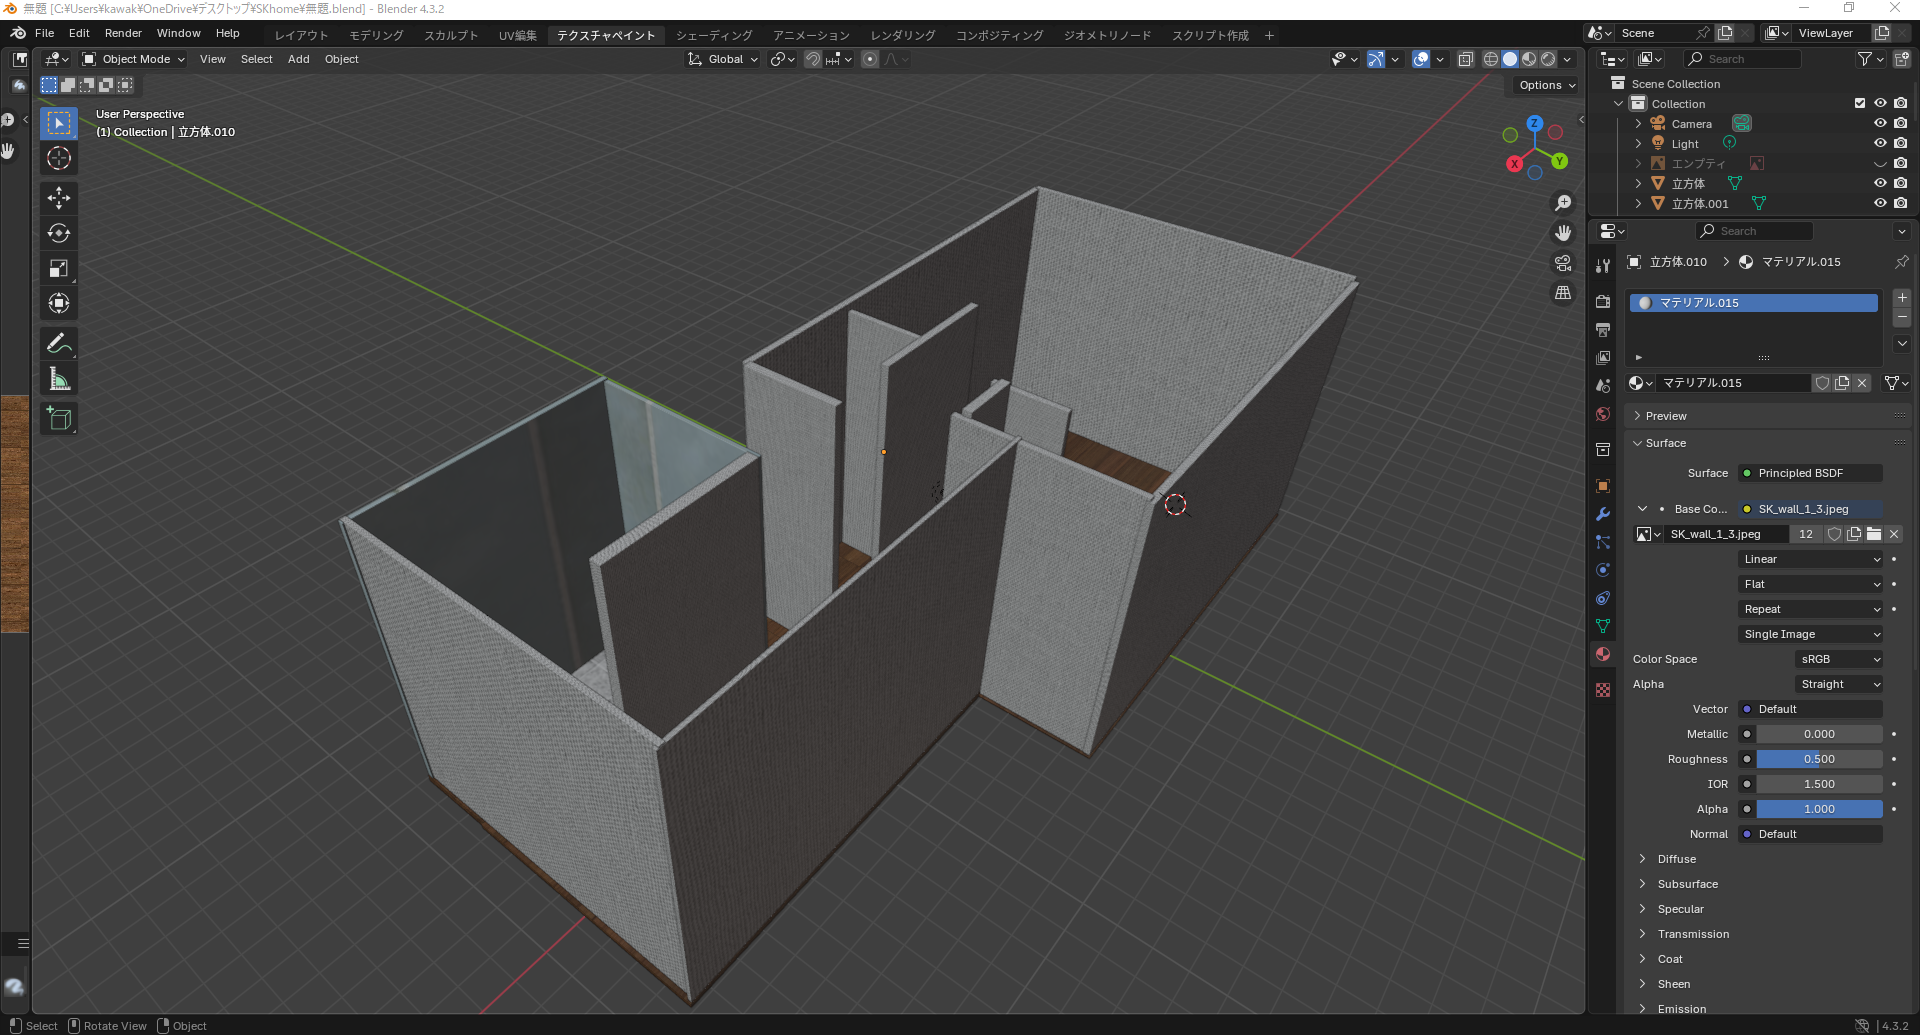 無題 [C:¥Users¥kawak¥OneDrive¥デスクトップ¥SKhome¥無題.blend] - Blender 4.3.2
File Edit Render Window Help レイアウト モデリング スカルプト UV編集 テクスチャペイント シェーディング アニメーション レンダリング コンポジティング ジオメトリノード スクリプト作成 + Scene ViewLayer
Object Mode View Select Add Object Global Search
Options
User Perspective
(1) Collection | 立方体.010
Z
X
Y
Scene Collection
Collection
Camera
Light
エンプティ
立方体
立方体.001
Search
立方体.010 > マテリアル.015
マテリアル.015
マテリアル.015
Preview
Surface
Surface Principled BSDF
Base Co... SK_wall_1_3.jpeg
SK_wall_1_3.jpeg 12
Linear
Flat
Repeat
Single Image
Color Space sRGB
Alpha Straight
Vector Default
Metallic 0.000
Roughness 0.500
IOR 1.500
Alpha 1.000
Normal Default
Diffuse
Subsurface
Specular
Transmission
Coat
Sheen
Emission
Select Rotate View Object 4.3.2